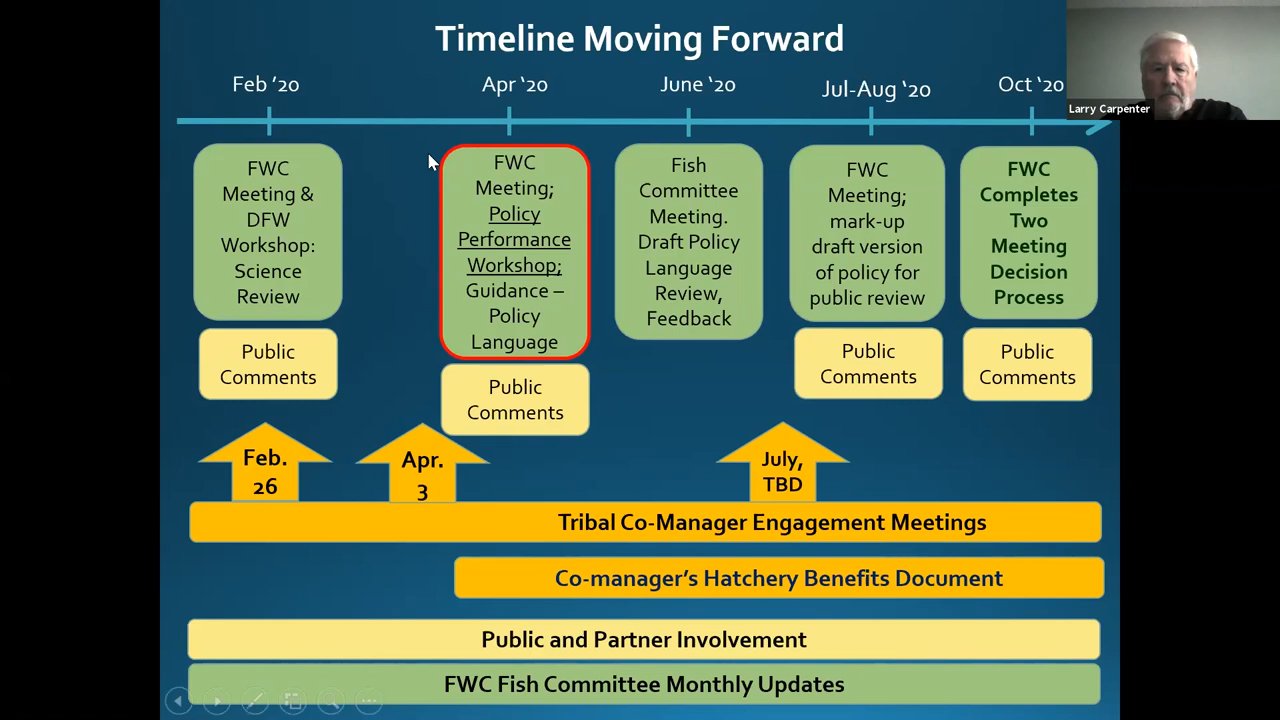 Timeline Moving Forward
Feb '20
Apr '20
June '20
Jul-Aug '20
Oct '20
Larry Carpenter
FWC
Meeting &
DFW
Workshop:
Science
Review
Public
Comments
FWC
Meeting;
Policy
Performance
Workshop;
Guidance –
Policy
Language
Public
Comments
Fish
Committee
Meeting.
Draft Policy
Language
Review,
Feedback
FWC
Meeting;
mark-up
draft version
of policy for
public review
Public
Comments
FWC
Completes
Two
Meeting
Decision
Process
Public
Comments
Feb.
26
Apr.
3
July,
TBD
Tribal Co-Manager Engagement Meetings
Co-manager's Hatchery Benefits Document
Public and Partner Involvement
FWC Fish Committee Monthly Updates